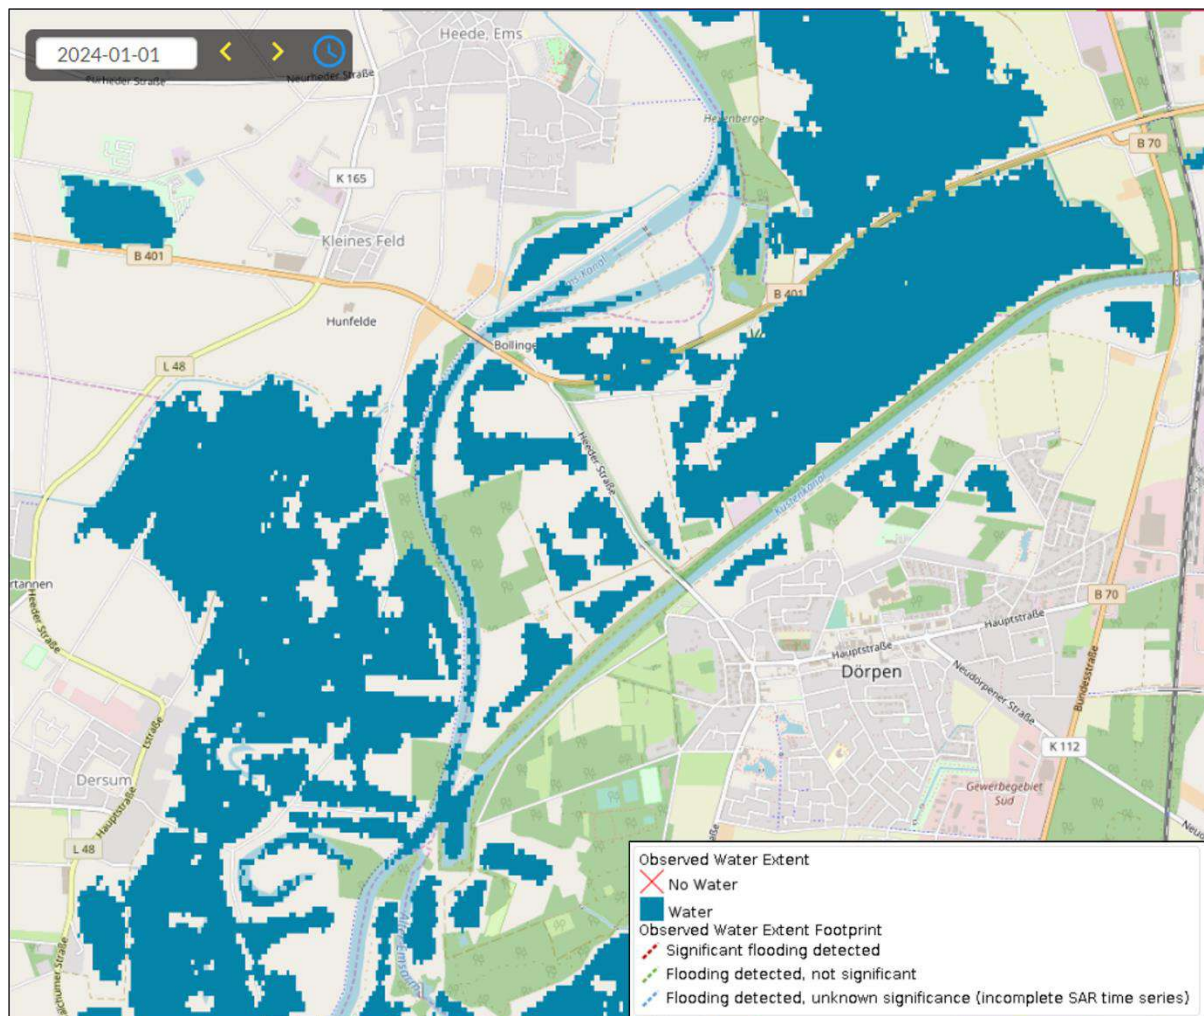 2024-01-01
Heede, Ems
Neurheder Straße
K 165
Hexenberge
B 70
Kleines Feld
B 401
B 401
Hunfelde
L 48
Heeder Straße
Küstenkanal
Heeder Straße
B 70
Hauptstraße
Hauptstraße
Dörpen
Neudörpener Straße
Bundesstraße
K 112
Dersum
Hauptstraße
Gewerbegebiet
Süd
L 48
Observed Water Extent
No Water
Water
Observed Water Extent Footprint
Significant flooding detected
Flooding detected, not significant
Flooding detected, unknown significance (incomplete SAR time series)